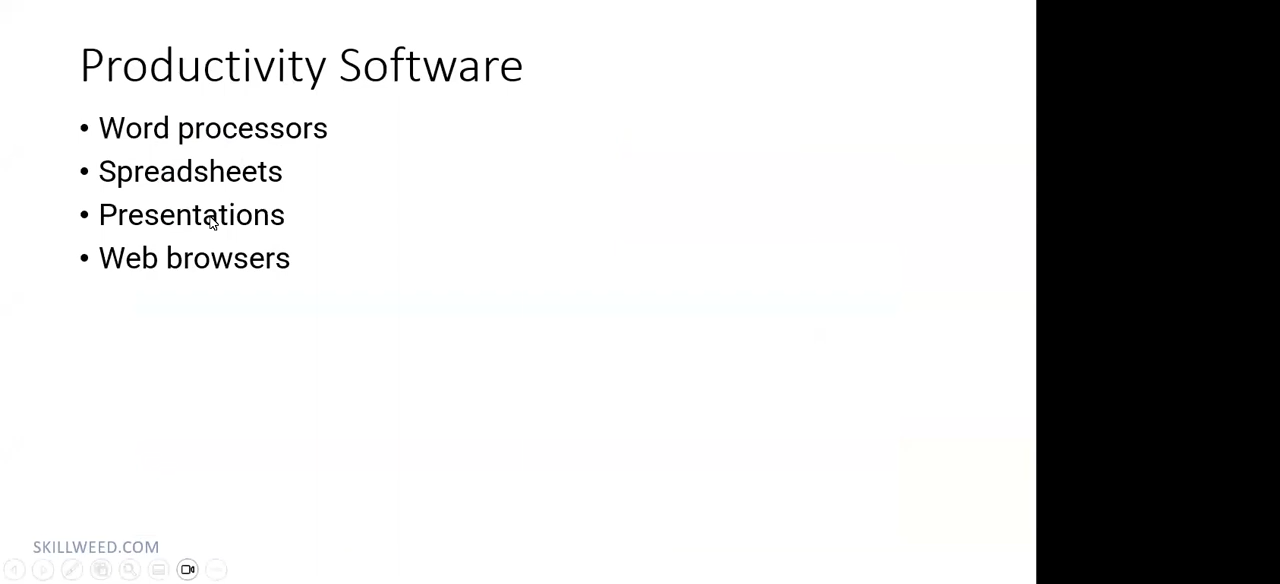 Productivity Software
• Word processors
• Spreadsheets
• Presentations
• Web browsers
SKILLWEED.COM